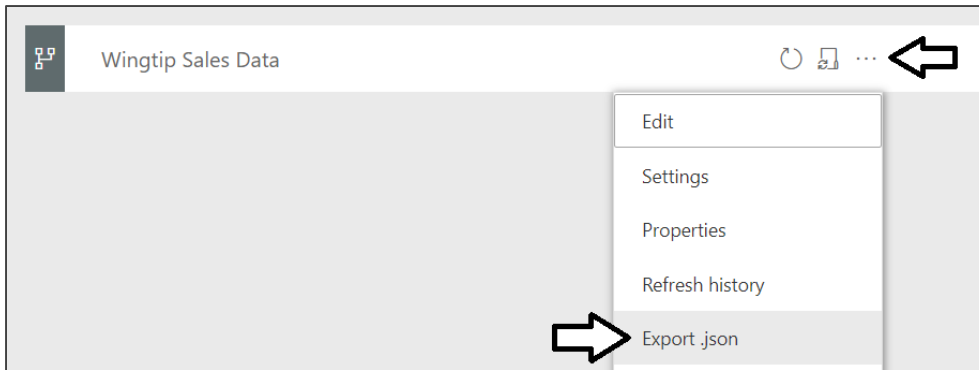 Wingtip Sales Data
Edit
Settings
Properties
Refresh history
Export .json